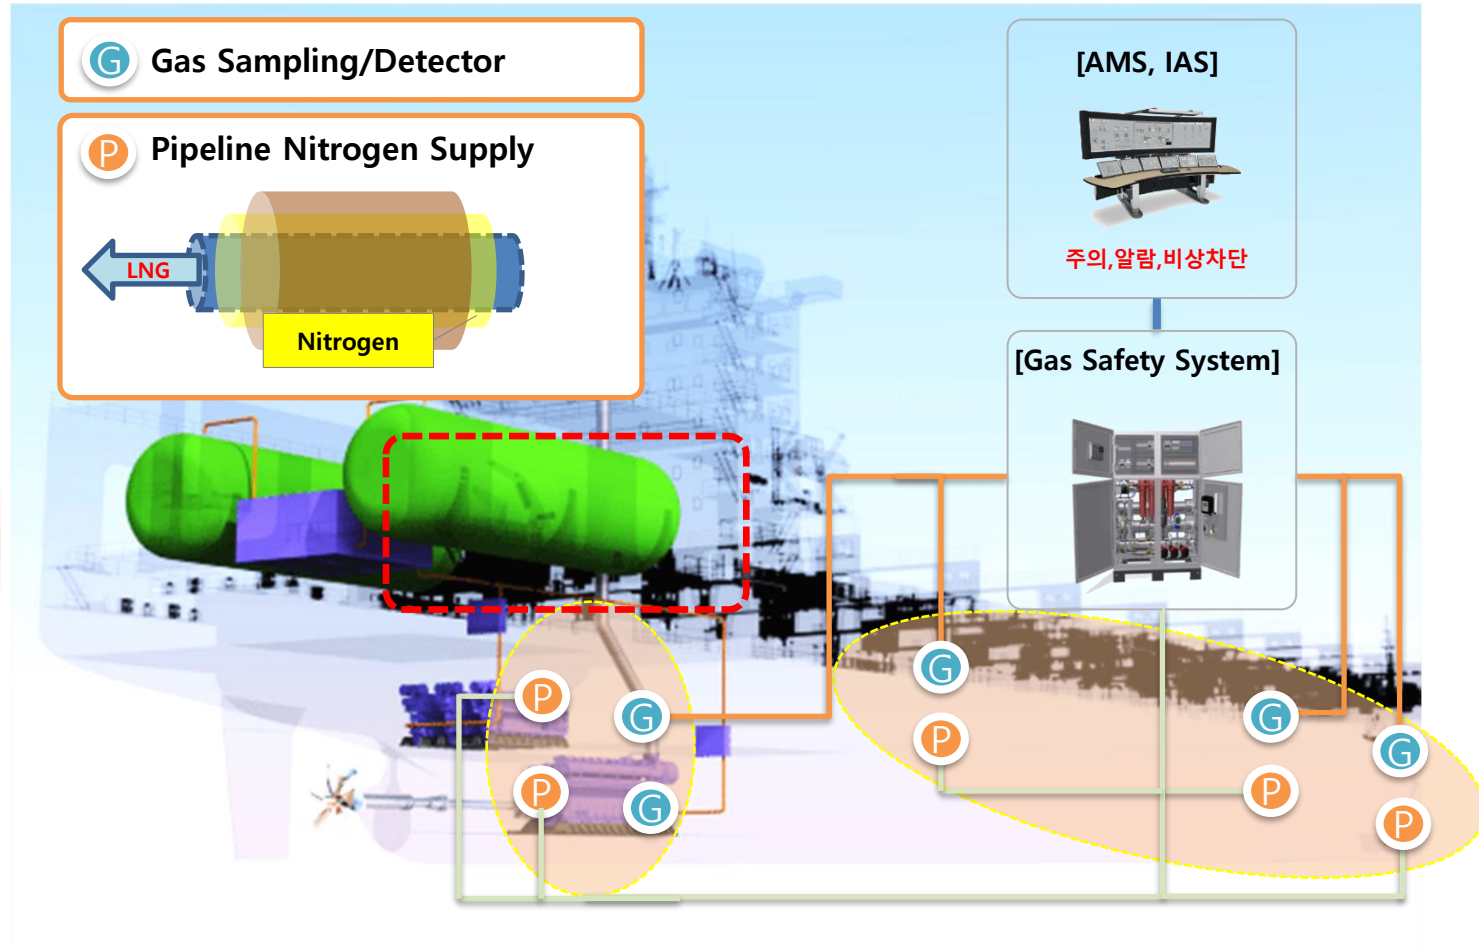 G Gas Sampling/Detector
P Pipeline Nitrogen Supply
LNG
Nitrogen
[AMS, IAS]
주의,알람,비상차단
[Gas Safety System]
P
G
P
G
G
P
G
P
G
P